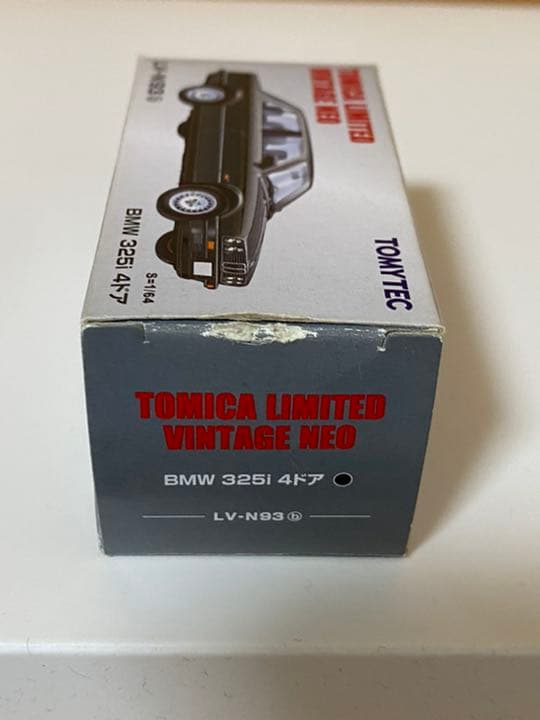 TOMICA LIMITED
VINTAGE NEO
TOMYTEC
LV-N93 ⓑ
BMW 325i 4ドア
S=1/64
TOMICA LIMITED
VINTAGE NEO
BMW 325i 4ドア ●
LV-N93 ⓑ